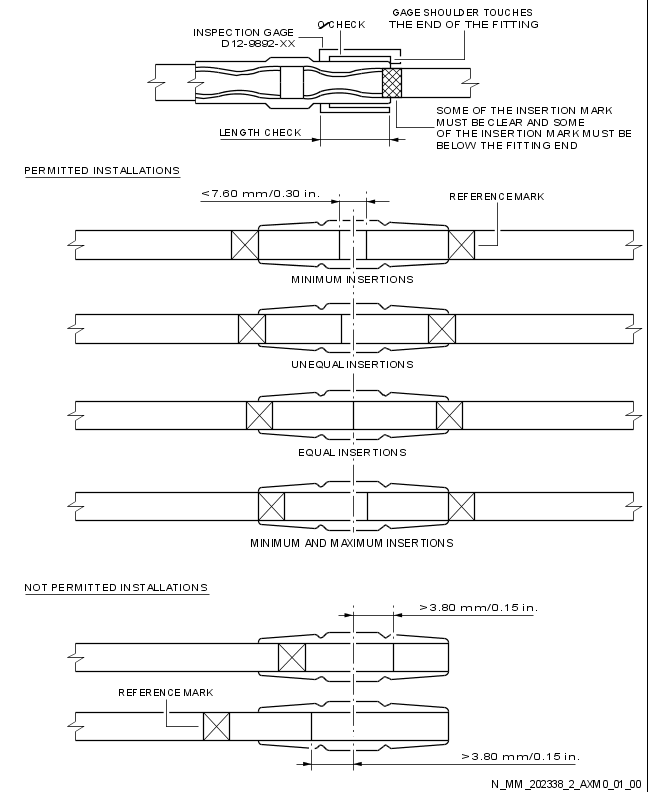 INSPECTION GAGE
D12-9892-XX
O CHECK
GAGE SHOULDER TOUCHES
THE END OF THE FITTING
LENGTH CHECK
SOME OF THE INSERTION MARK
MUST BE CLEAR AND SOME
OF THE INSERTION MARK MUST BE
BELOW THE FITTING END
PERMITTED INSTALLATIONS
<7.60 mm/0.30 in.
REFERENCE MARK
MINIMUM INSERTIONS
UNEQUAL INSERTIONS
EQUAL INSERTIONS
MINIMUM AND MAXIMUM INSERTIONS
NOT PERMITTED INSTALLATIONS
>3.80 mm/0.15 in.
REFERENCE MARK
>3.80 mm/0.15 in.
N_MM_202338_2_AXM0_01_00